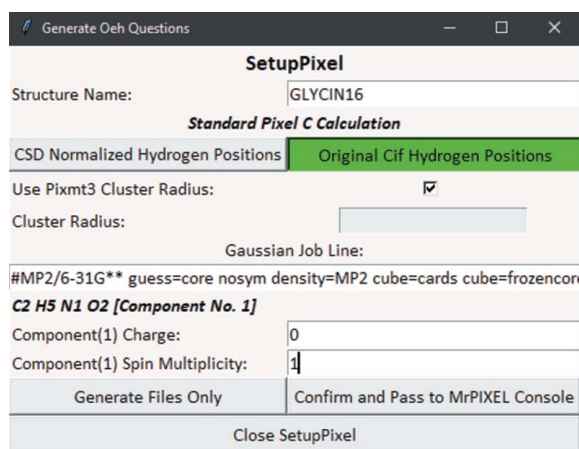 Generate Oeh Questions
SetupPixel
Structure Name: GLYCIN16
Standard Pixel C Calculation
CSD Normalized Hydrogen Positions Original Cif Hydrogen Positions
Use Pixmt3 Cluster Radius:
Cluster Radius:
Gaussian Job Line:
#MP2/6-31G** guess=core nosym density=MP2 cube=cards cube=frozencore
C2 H5 N1 O2 [Component No. 1]
Component(1) Charge: 0
Component(1) Spin Multiplicity: 1
Generate Files Only Confirm and Pass to MrPIXEL Console
Close SetupPixel